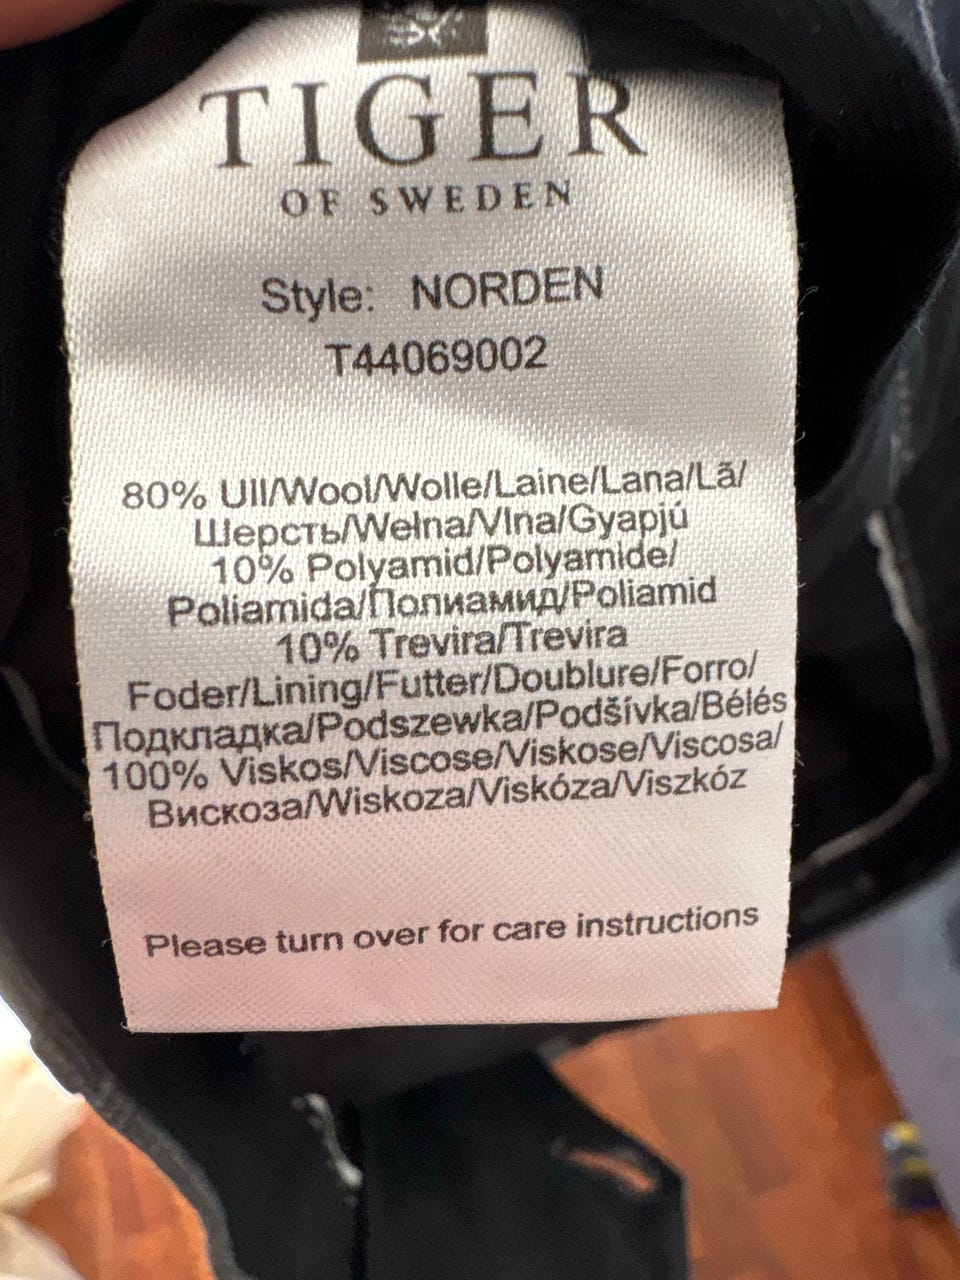 TIGER
OF SWEDEN
Style: NORDEN
T44069002
80% Ull/Wool/Wolle/Laine/Lana/Lã/
Шерсть/Wełna/Vlna/Gyapjú
10% Polyamid/Polyamide/
Poliamida/Полиамид/Poliamid
10% Trevira/Trevira
Foder/Lining/Futter/Doublure/Forro/
Подкладка/Podszewka/Podšívka/Bélés
100% Viskos/Viscose/Viskose/Viscosa/
Вискоза/Wiskoza/Viskóza/Viszkóz
Please turn over for care instructions